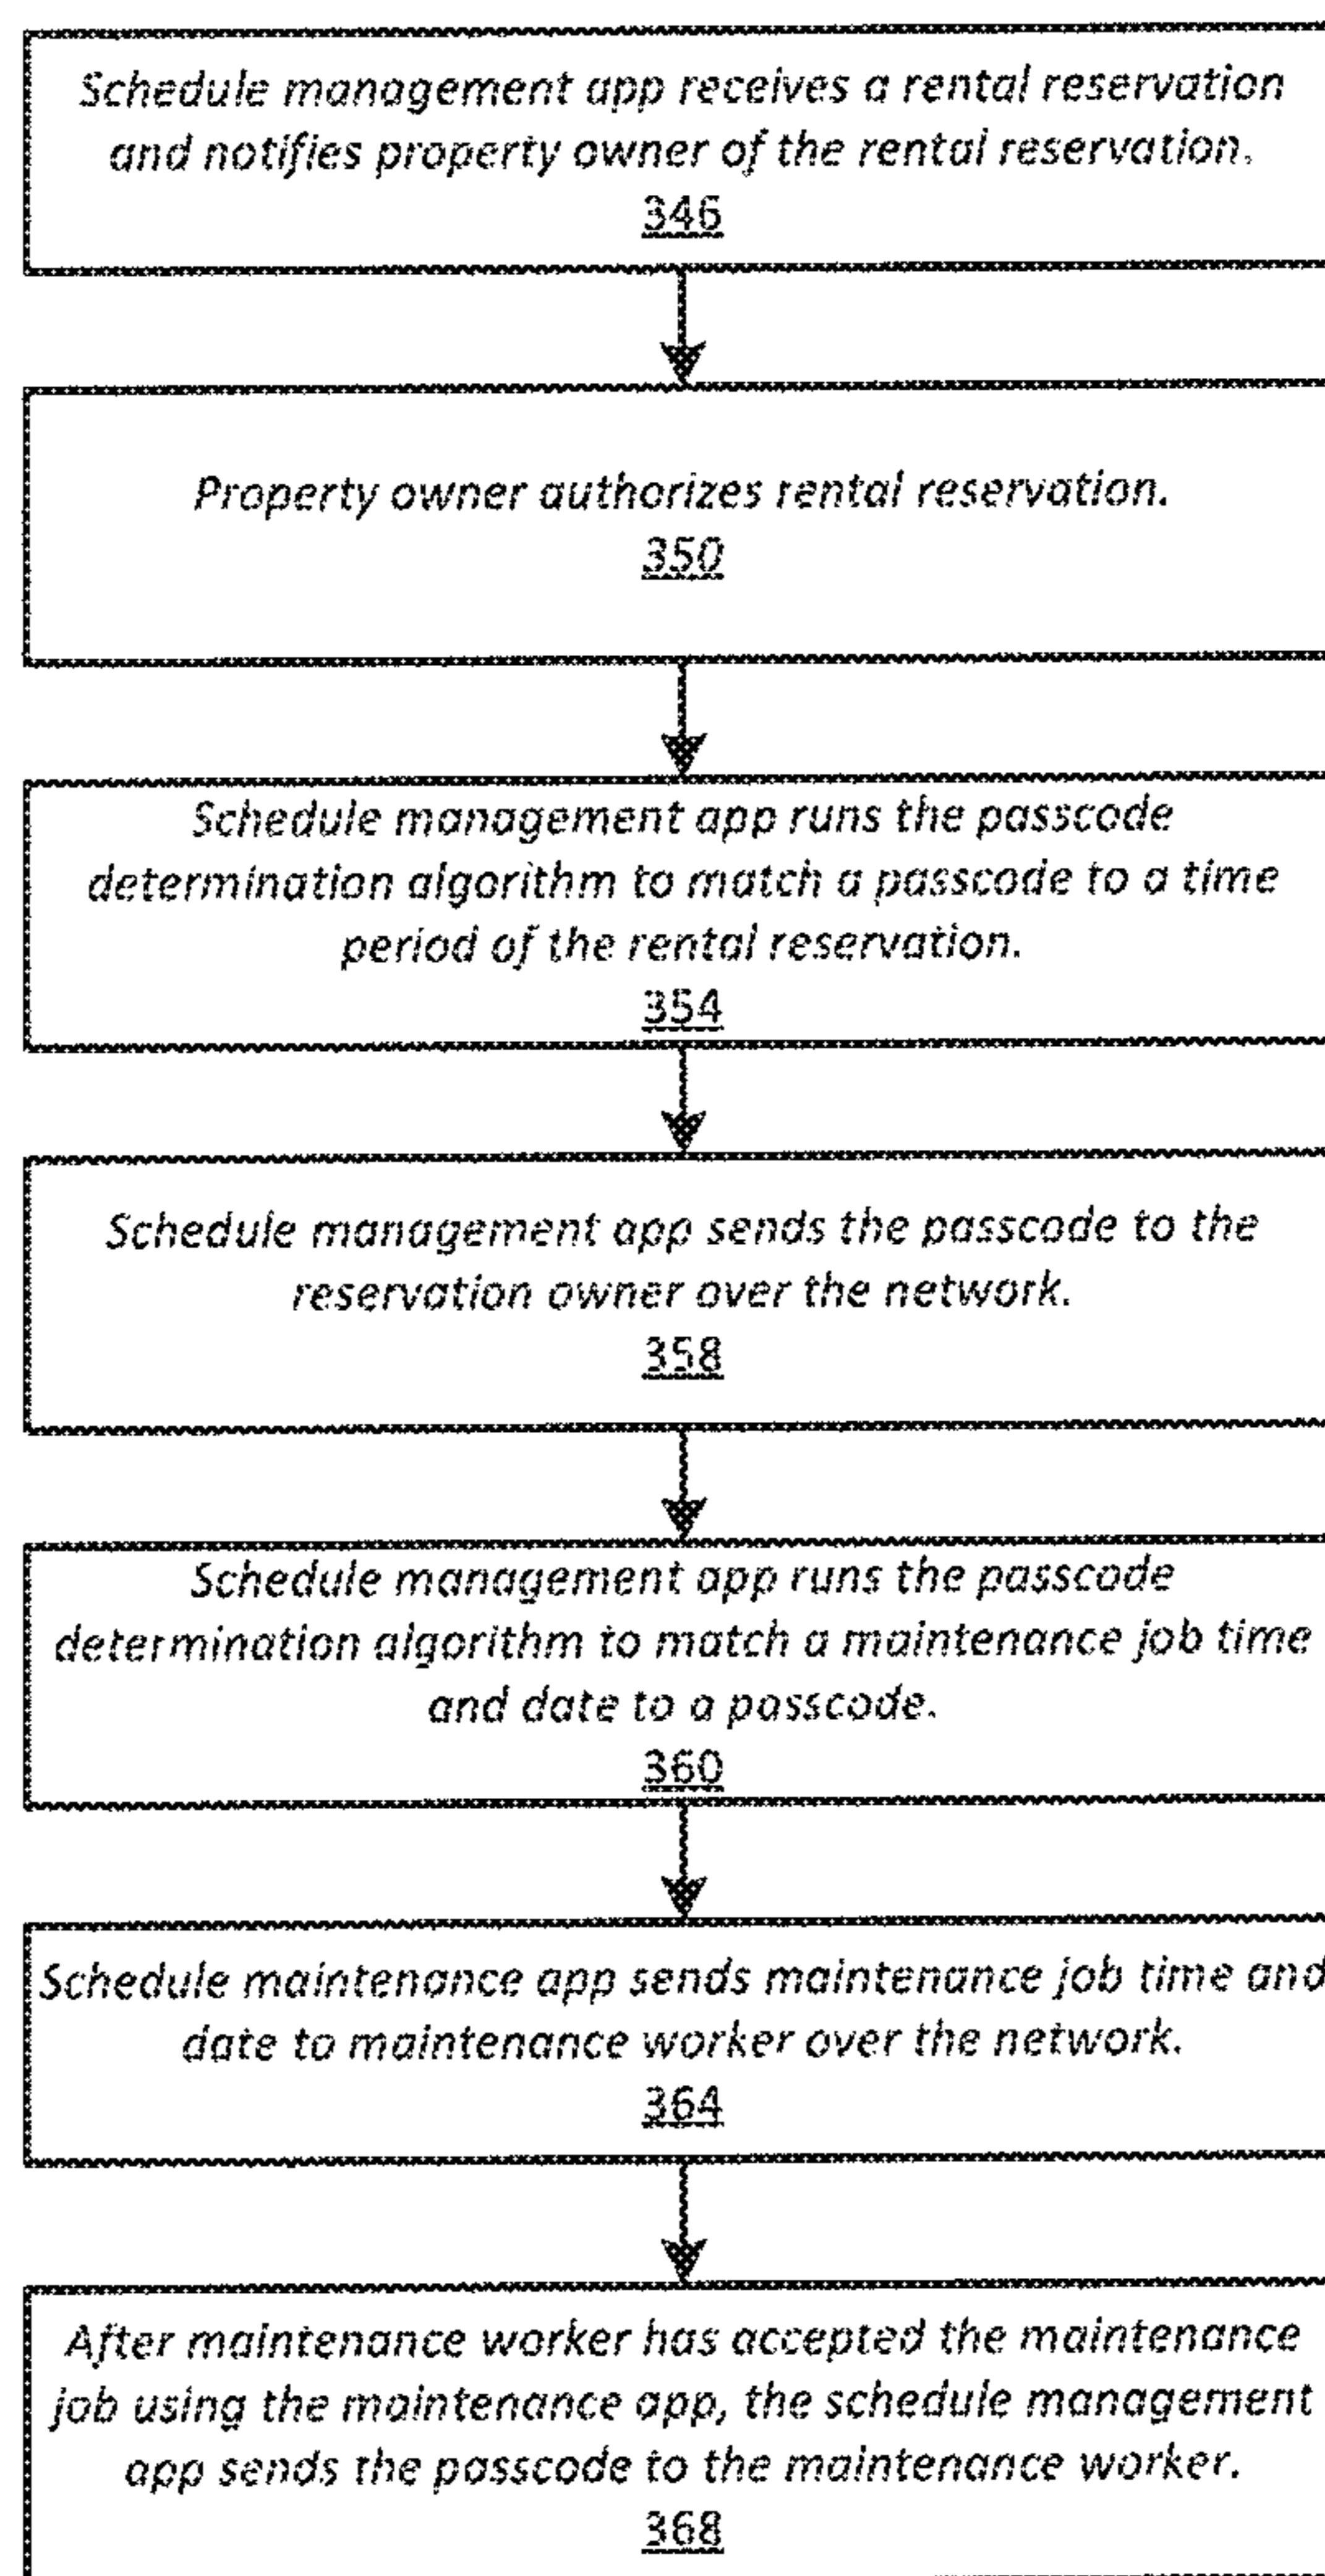 Schedule management app receives a rental reservation
and notifies property owner of the rental reservation.
346
Property owner authorizes rental reservation.
350
Schedule management app runs the passcode
determination algorithm to match a passcode to a time
period of the rental reservation.
354
Schedule management app sends the passcode to the
reservation owner over the network.
358
Schedule management app runs the passcode
determination algorithm to match a maintenance job time
and date to a passcode.
360
Schedule maintenance app sends maintenance job time and
date to maintenance worker over the network.
364
After maintenance worker has accepted the maintenance
job using the maintenance app, the schedule management
app sends the passcode to the maintenance worker.
368